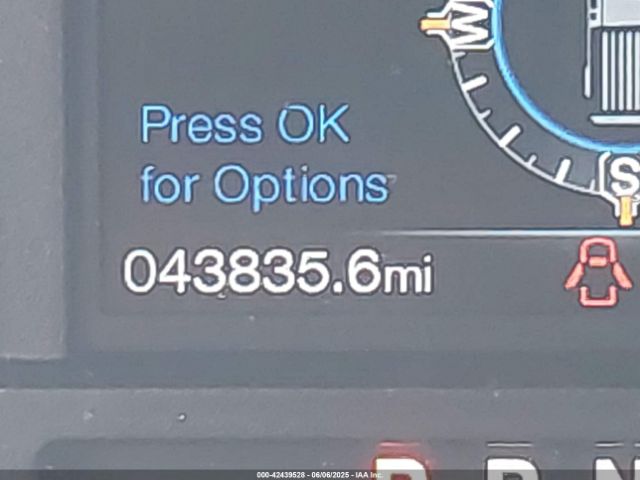 W
Press OK
for Options
S
043835.6mi
P R N
000-42439528 - 06/06/2025 - IAA Inc.